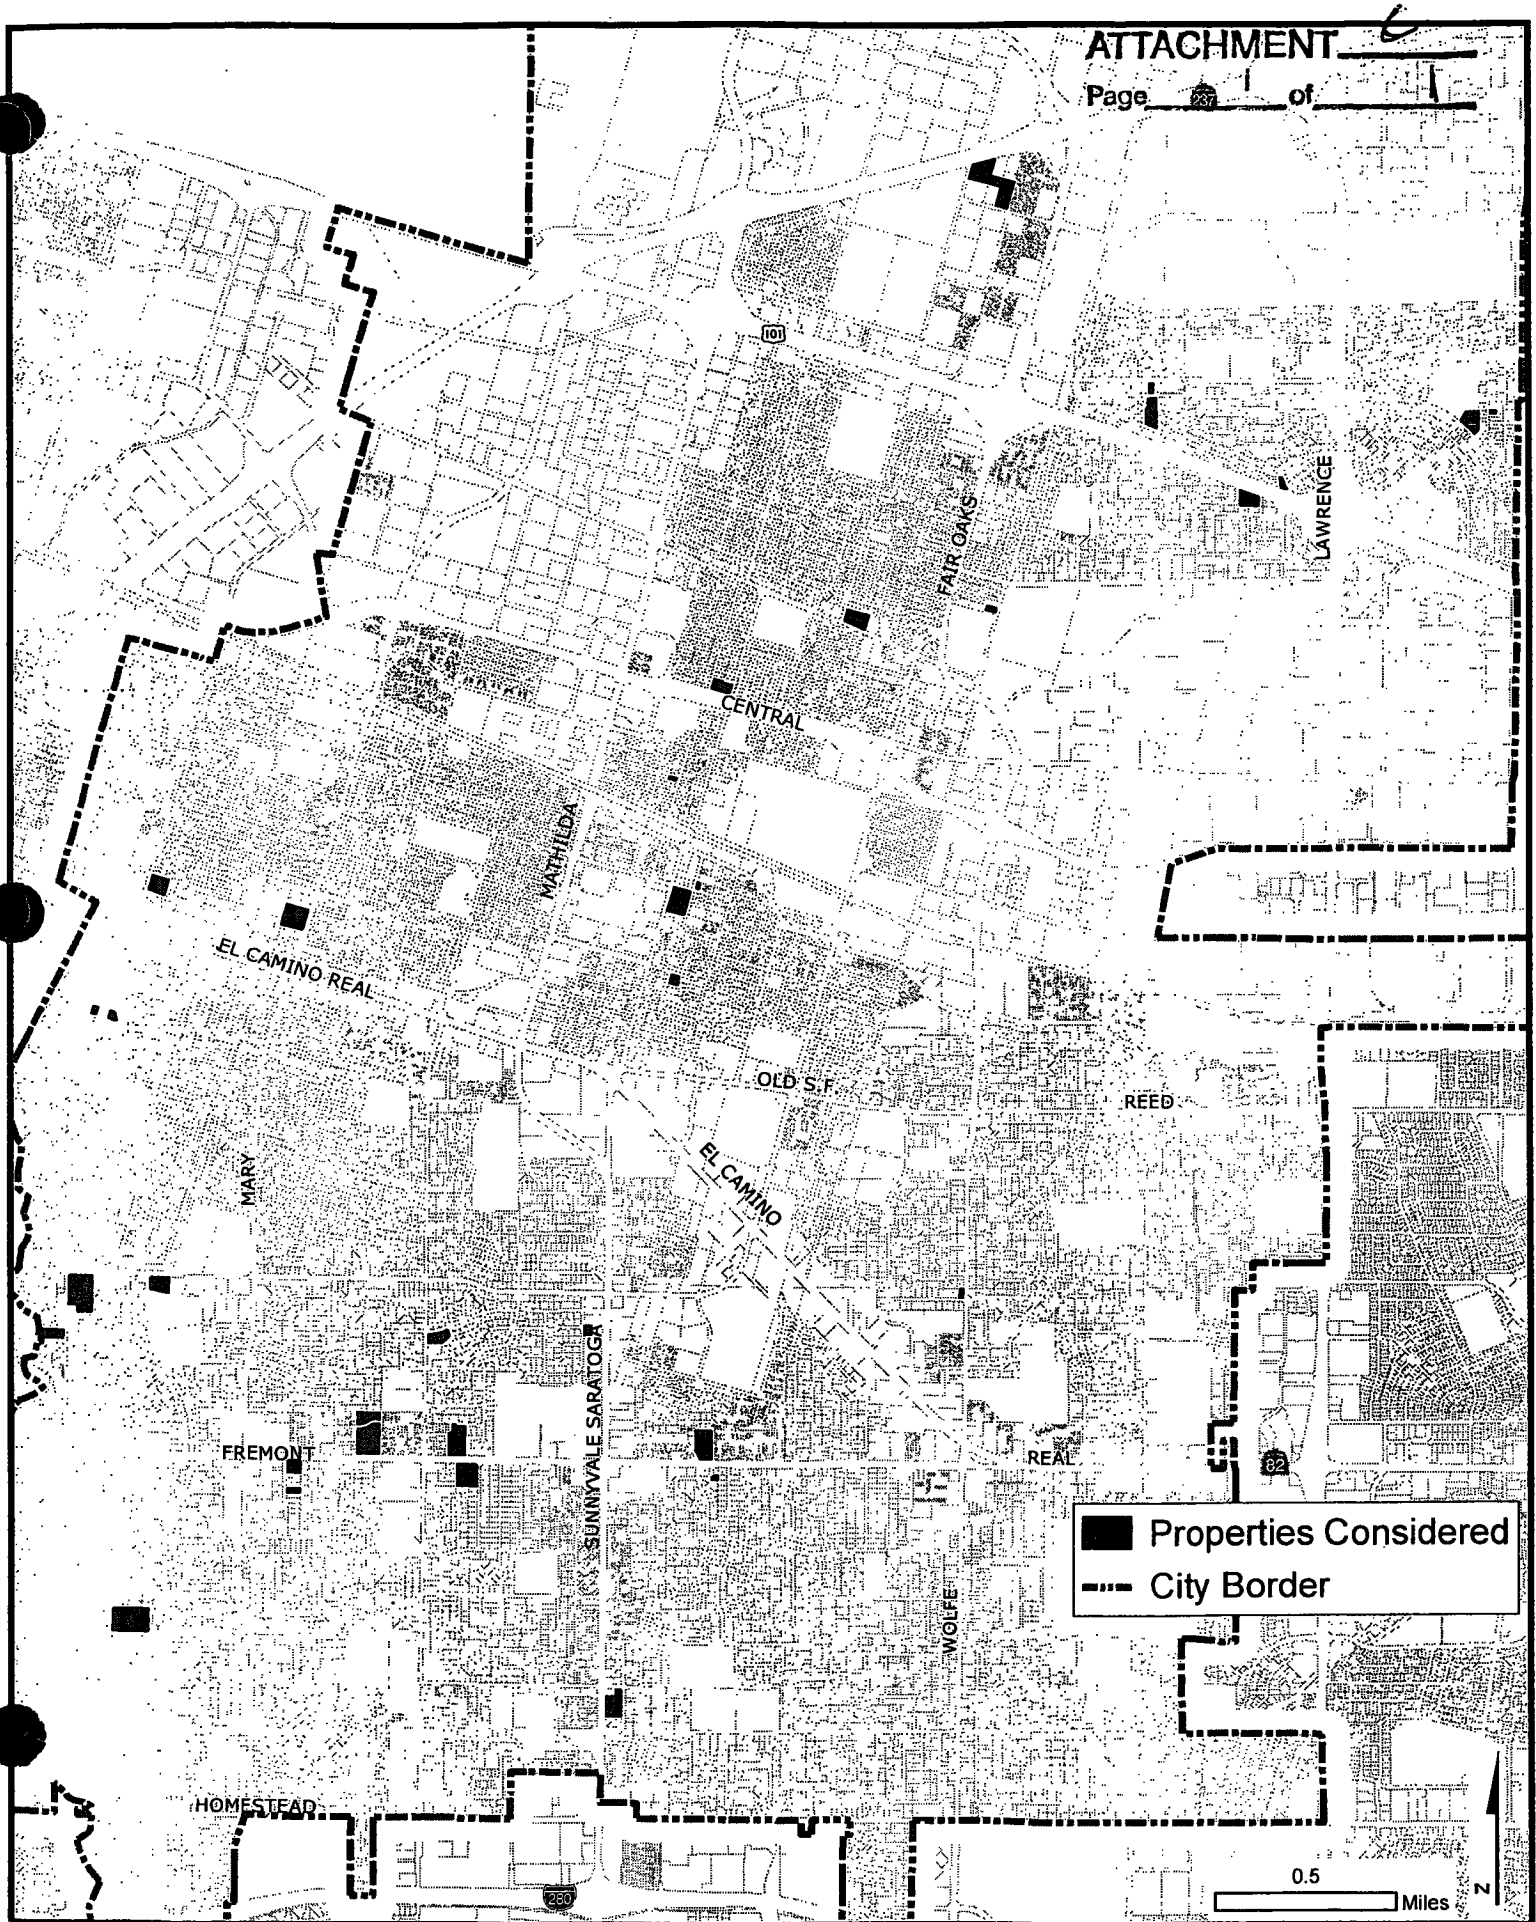 ATTACHMENT C
Page 1 of 1
237
101
LAWRENCE
FAIR OAKS
CENTRAL
MATHILDA
EL CAMINO REAL
OLD S.F
REED
MARY
EL CAMINO
SUNNYVALE SARATOGA
FREMONT
REAL
82
Properties Considered
City Border
WOLFE
HOMESTEAD
280
0.5
Miles
N